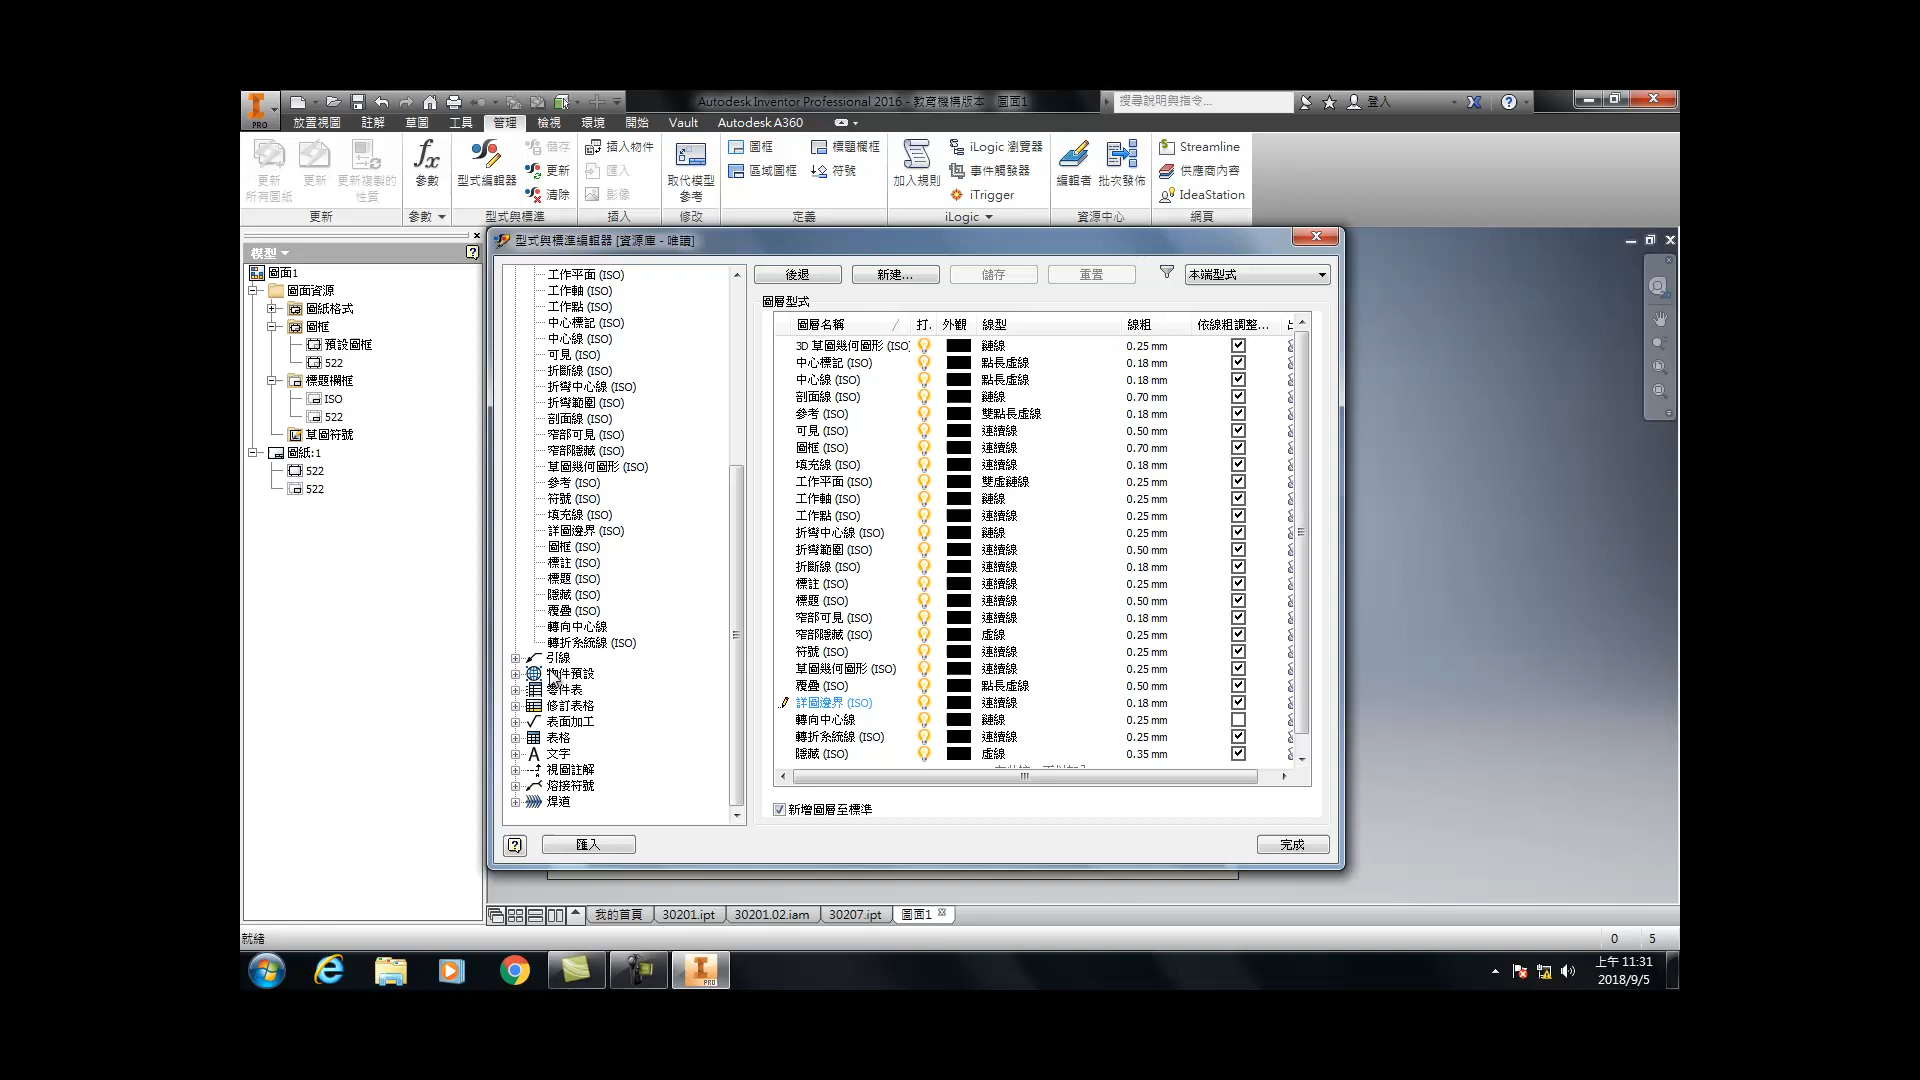 Autodesk Inventor Professional 2016 - 教育機構版本 圖面1
搜尋說明與指令...
登入
PRO
放置視圖 註解 草圖 工具 管理 檢視 環境 開始 Vault Autodesk A360
更新
所有圖紙
更新
更新複製的
性質
更新
fx
參數
參數
型式編輯器
儲存
更新
清除
型式與標準
插入物件
匯入
影像
插入
取代模型
參考
修改
圖框
區域圖框
標題欄框
符號
定義
加入規則
iLogic 瀏覽器
事件觸發器
iTrigger
iLogic
編輯者
批次發佈
資源中心
Streamline
供應商內容
IdeaStation
網頁
模型
圖面1
圖面資源
圖紙格式
圖框
預設圖框
522
標題欄框
ISO
522
草圖符號
圖紙:1
522
522
型式與標準編輯器 [資源庫 - 唯讀]
工作平面 (ISO)
工作軸 (ISO)
工作點 (ISO)
中心標記 (ISO)
中心線 (ISO)
可見 (ISO)
折斷線 (ISO)
折彎中心線 (ISO)
折彎範圍 (ISO)
剖面線 (ISO)
窄部可見 (ISO)
窄部隱藏 (ISO)
草圖幾何圖形 (ISO)
參考 (ISO)
符號 (ISO)
填充線 (ISO)
詳圖邊界 (ISO)
圖框 (ISO)
標註 (ISO)
標題 (ISO)
隱藏 (ISO)
覆疊 (ISO)
轉向中心線
轉折系統線 (ISO)
引線
物件預設
零件表
修訂表格
表面加工
表格
文字
視圖註解
熔接符號
焊道
匯入
後退 新建... 儲存 重置 本端型式
圖層型式
圖層名稱 打. 外觀 線型 線粗 依線粗調整...
3D 草圖幾何圖形 (ISO) 鏈線 0.25 mm
中心標記 (ISO) 點長虛線 0.18 mm
中心線 (ISO) 點長虛線 0.18 mm
剖面線 (ISO) 鏈線 0.70 mm
參考 (ISO) 雙點長虛線 0.18 mm
可見 (ISO) 連續線 0.50 mm
圖框 (ISO) 連續線 0.70 mm
填充線 (ISO) 連續線 0.18 mm
工作平面 (ISO) 雙虛鏈線 0.25 mm
工作軸 (ISO) 鏈線 0.25 mm
工作點 (ISO) 連續線 0.25 mm
折彎中心線 (ISO) 鏈線 0.25 mm
折彎範圍 (ISO) 連續線 0.50 mm
折斷線 (ISO) 連續線 0.18 mm
標註 (ISO) 連續線 0.25 mm
標題 (ISO) 連續線 0.50 mm
窄部可見 (ISO) 連續線 0.18 mm
窄部隱藏 (ISO) 虛線 0.25 mm
符號 (ISO) 連續線 0.25 mm
草圖幾何圖形 (ISO) 連續線 0.25 mm
覆疊 (ISO) 點長虛線 0.50 mm
詳圖邊界 (ISO) 連續線 0.18 mm
轉向中心線 鏈線 0.25 mm
轉折系統線 (ISO) 連續線 0.25 mm
隱藏 (ISO) 虛線 0.35 mm
新增圖層至標準
完成
我的首頁 30201.ipt 30201.02.iam 30207.ipt 圖面1
就緒
0 5
PRO
上午 11:31
2018/9/5